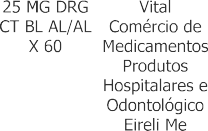 25 MG DRG
CT BL AL/AL
X 60
Vital
Comércio de
Medicamentos
Produtos
Hospitalares e
Odontológico
Eireli Me